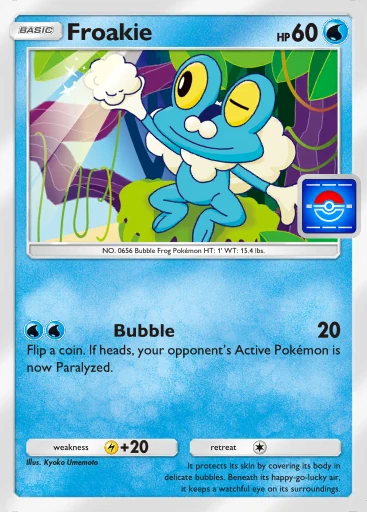 BASIC Froakie HP 60
NO. 0656 Bubble Frog Pokémon HT: 1' WT: 15.4 lbs.
Bubble 20
Flip a coin. If heads, your opponent's Active Pokémon is
now Paralyzed.
weakness +20 retreat
Illus. Kyoko Umemoto
It protects its skin by covering its body in
delicate bubbles. Beneath its happy-go-lucky air,
it keeps a watchful eye on its surroundings.